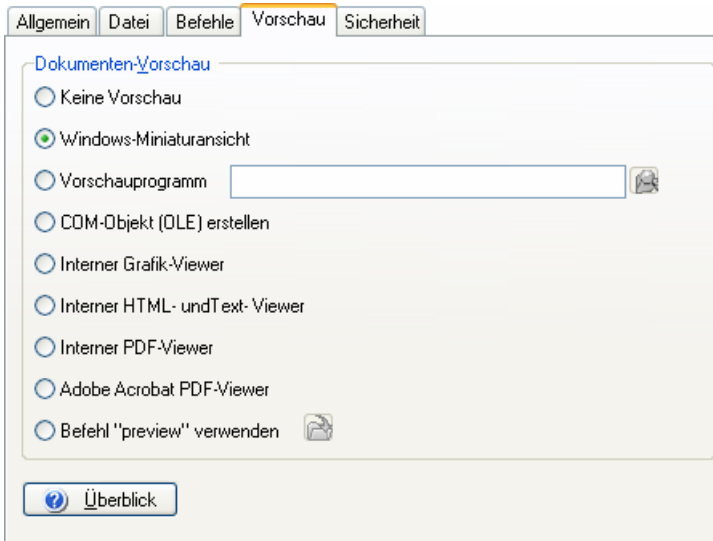 Allgemein Datei Befehle Vorschau Sicherheit
Dokumenten-Vorschau
Keine Vorschau
Windows-Miniaturansicht
Vorschauprogramm
COM-Objekt (OLE) erstellen
Interner Grafik-Viewer
Interner HTML- undText- Viewer
Interner PDF-Viewer
Adobe Acrobat PDF-Viewer
Befehl "preview" verwenden
Überblick